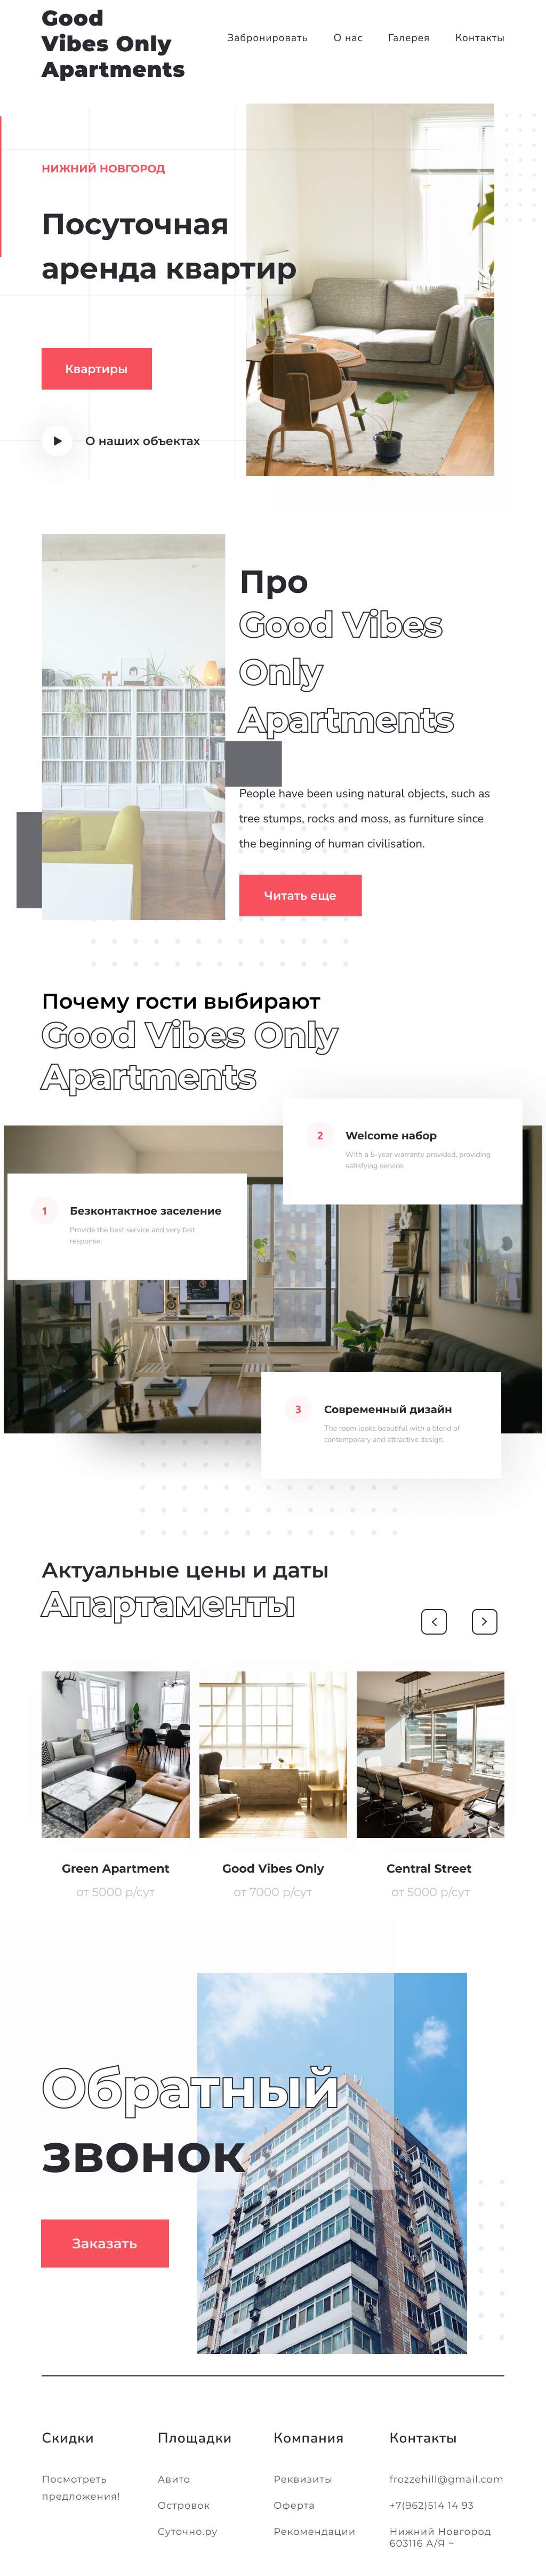 Good
Vibes Only
Apartments
Забронировать
О нас
Галерея
Контакты
НИЖНИЙ НОВГОРОД
Посуточная
аренда квартир
Квартиры
О наших объектах
Про
Good Vibes
Only
Apartments
People have been using natural objects, such as
tree stumps, rocks and moss, as furniture since
the beginning of human civilisation.
Читать еще
Почему гости выбирают
Good Vibes Only
Apartments
2
Welcome набор
With a 5-year warranty provided, providing
satisfying service.
1
Безконтактное заселение
Provide the best service and very fast
response.
3
Современный дизайн
The room looks beautiful with a blend of
contemporary and attractive design
Актуальные цены и даты
Апартаменты
Green Apartment
от 5000 р/сут
Good Vibes Only
от 7000 р/сут
Central Street
от 5000 р/сут
Обратный
звонок
Заказать
Скидки
Посмотреть
предложения!
Площадки
Авито
Островок
Суточно.ру
Компания
Реквизиты
Оферта
Рекомендации
Контакты
frozzehill@gmail.com
+7(962)514 14 93
Нижний Новгород
603116 А/Я ~